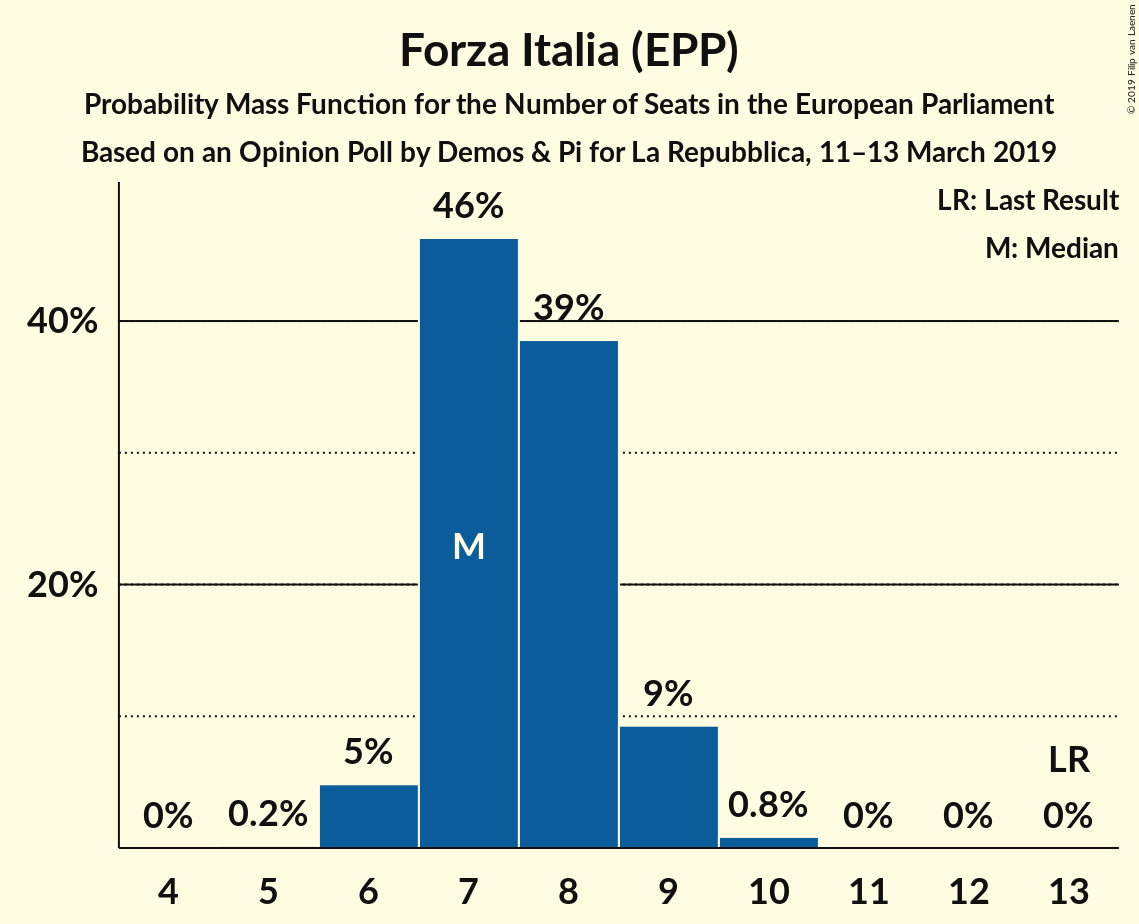 Forza Italia (EPP)
Probability Mass Function for the Number of Seats in the European Parliament
Based on an Opinion Poll by Demos & Pi for La Repubblica, 11–13 March 2019
© 2019 Filip van Laenen
LR: Last Result
M: Median
46%
39%
40%
M
20%
9%
5%
LR
0% 0.2% 0.8% 0% 0% 0%
4 5 6 7 8 9 10 11 12 13